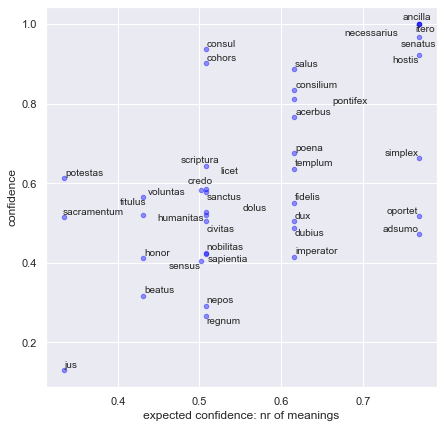 ancilla
1.0
necessarius itero
consul senatus
cohors hostis
salus
consilium
0.8
pontifex
acerbus
poena
scriptura simplex
licet templum
potestas
0.6
credo
voluntas
sanctus fidelis
titulus
dolus
sacramentum humanitas dux oportet
civitas dubius adsumo
confidence
nobilitas
honor imperator
sapientia
0.4
sensus
beatus
nepos
regnum
0.2
ius
0.4 0.5 0.6 0.7
expected confidence: nr of meanings